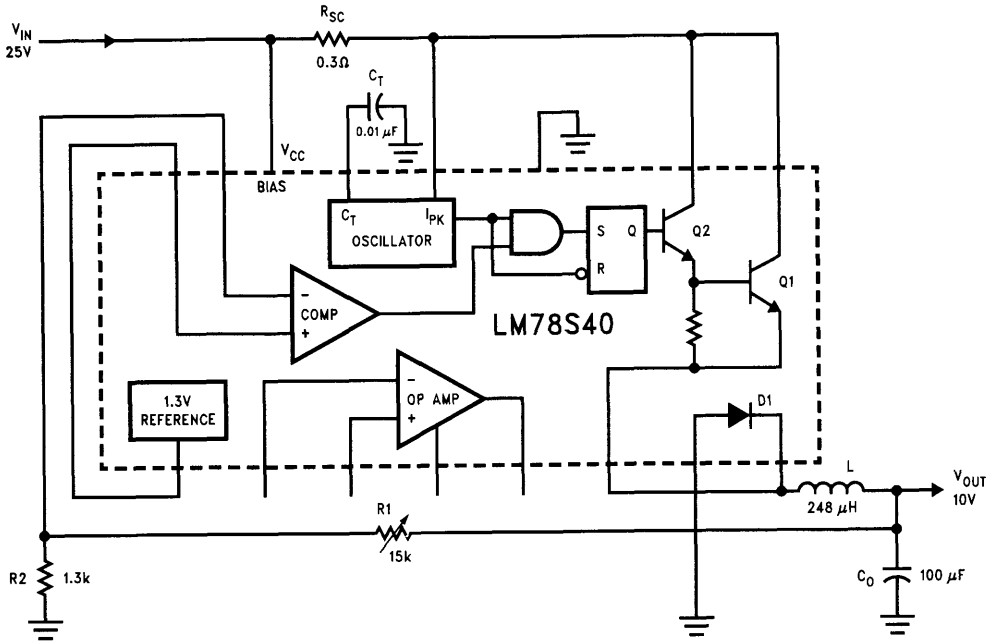 V_IN
25V
R_SC
0.3Ω
C_T
0.01 μF
V_CC
BIAS
C_T
I_PK
OSCILLATOR
S
Q
R
Q2
Q1
−
COMP
+
LM78S40
1.3V
REFERENCE
−
OP AMP
+
D1
L
248 μH
V_OUT
10V
R1
15k
R2
1.3k
C_O
100 μF